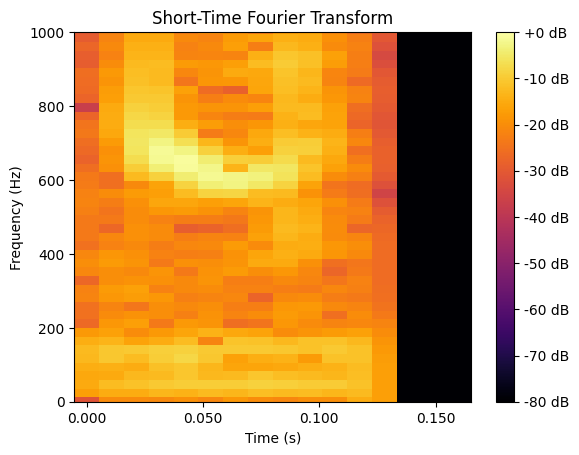 Short-Time Fourier Transform
1000
800
600
400
200
0
Frequency (Hz)
0.000
0.050
0.100
0.150
Time (s)
+0 dB
-10 dB
-20 dB
-30 dB
-40 dB
-50 dB
-60 dB
-70 dB
-80 dB